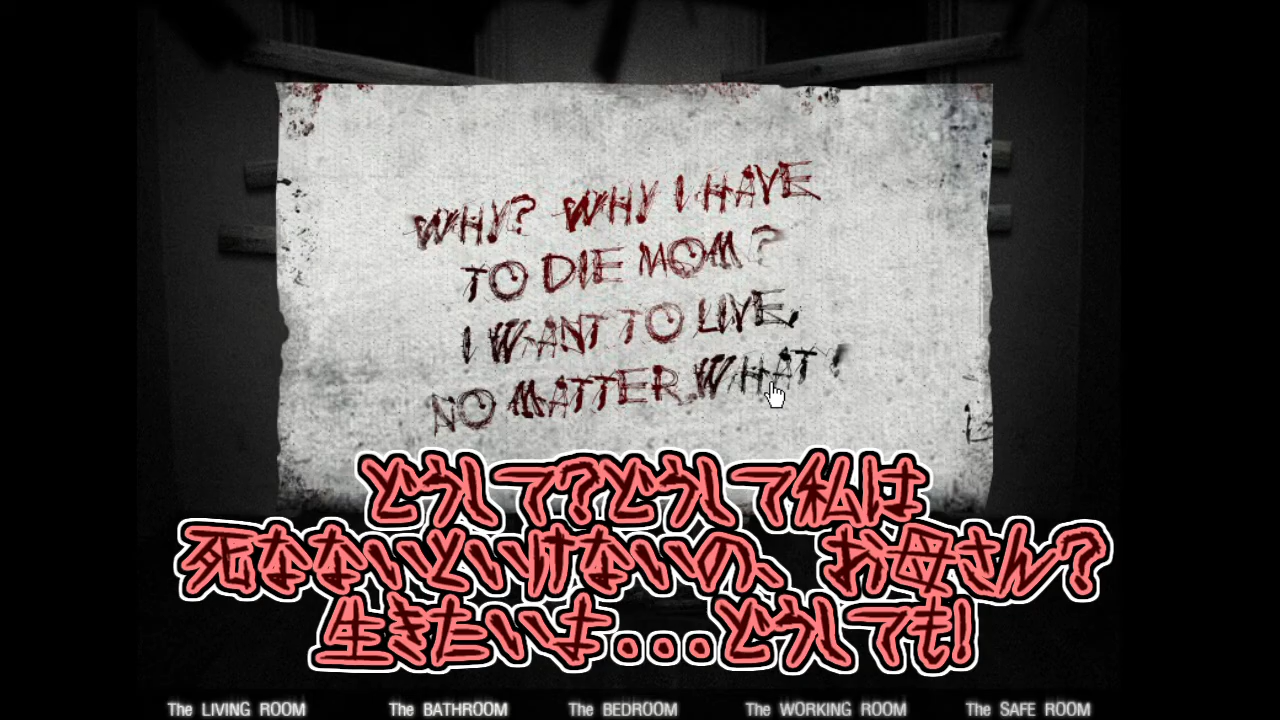 WHY? WHY I HAVE
TO DIE MOM?
I WANT TO LIVE,
NO MATTER WHAT!
どうして?どうして私は
死なないといけないの、お母さん?
生きたいよ...どうしても!
The LIVING ROOM
The BATHROOM
The BEDROOM
The WORKING ROOM
The SAFE ROOM